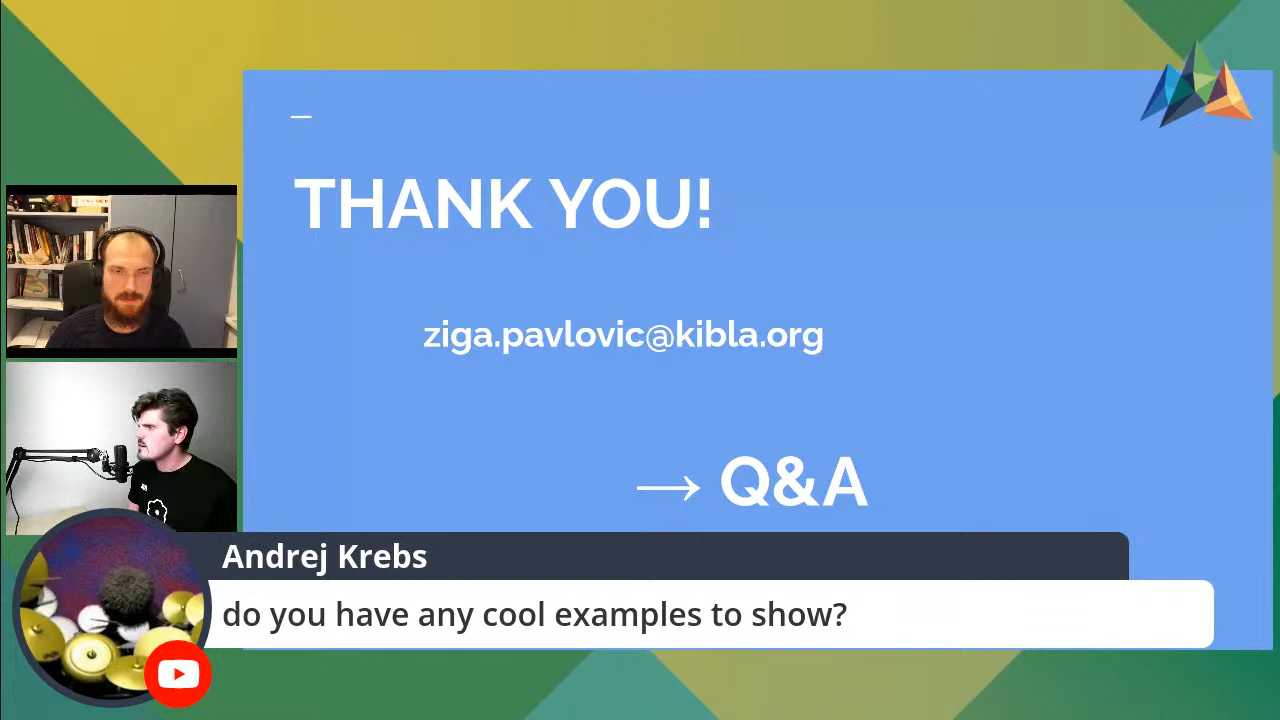 THANK YOU!
ziga.pavlovic@kibla.org
→ Q&A
Andrej Krebs
do you have any cool examples to show?